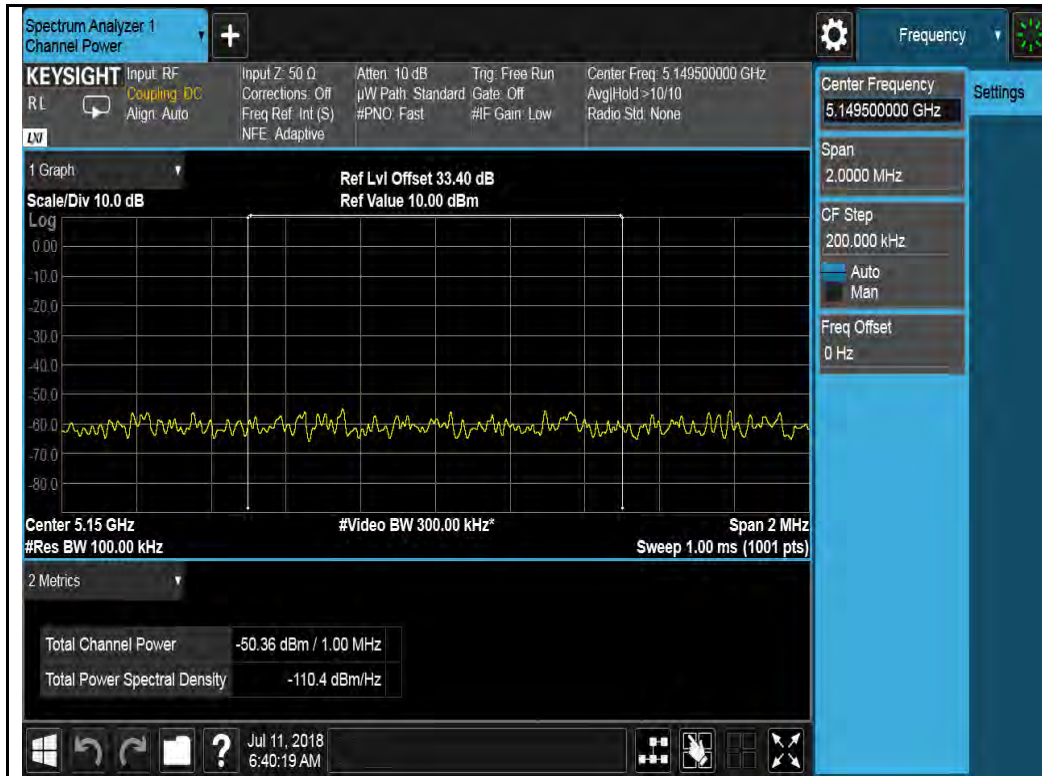 Spectrum Analyzer 1
Channel Power
+
Frequency
KEYSIGHT
RL
LXI
Input: RF
Coupling: DC
Align: Auto
Input Z: 50 Ω
Corrections: Off
Freq Ref: Int (S)
NFE: Adaptive
Atten: 10 dB
µW Path: Standard
#PNO: Fast
Trig: Free Run
Gate: Off
#IF Gain: Low
Center Freq: 5.149500000 GHz
Avg|Hold >10/10
Radio Std: None
Center Frequency
5.149500000 GHz
Settings
Span
2.0000 MHz
CF Step
200.000 kHz
Auto
Man
Freq Offset
0 Hz
1 Graph
Scale/Div 10.0 dB
Ref Lvl Offset 33.40 dB
Ref Value 10.00 dBm
Log
0.00
-10.0
-20.0
-30.0
-40.0
-50.0
-60.0
-70.0
-80.0
Center 5.15 GHz
#Res BW 100.00 kHz
#Video BW 300.00 kHz*
Span 2 MHz
Sweep 1.00 ms (1001 pts)
2 Metrics
Total Channel Power -50.36 dBm / 1.00 MHz
Total Power Spectral Density -110.4 dBm/Hz
?
Jul 11, 2018
6:40:19 AM